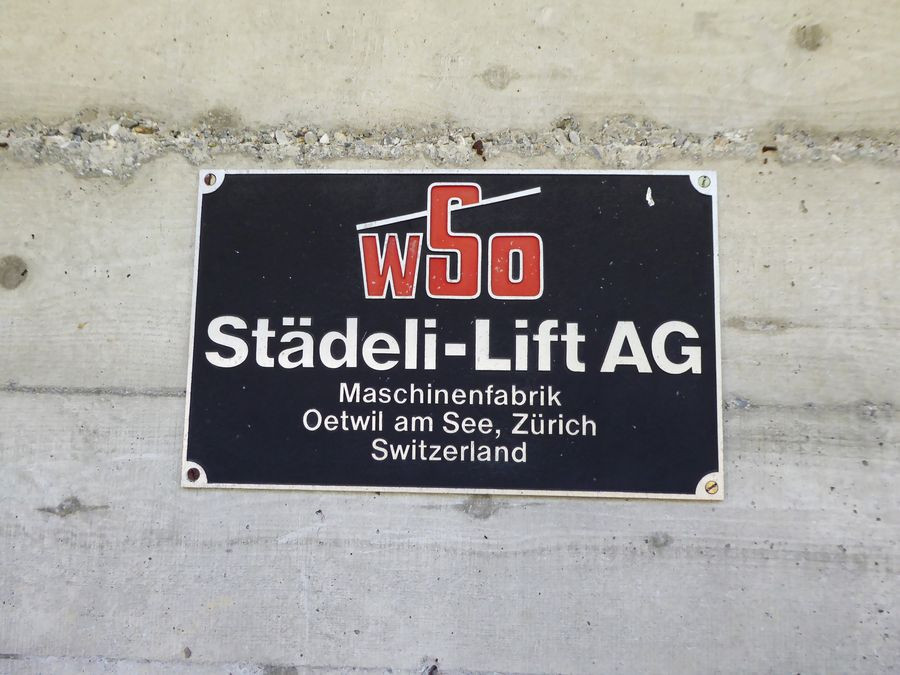 wSo
Städeli-Lift AG
Maschinenfabrik
Oetwil am See, Zürich
Switzerland